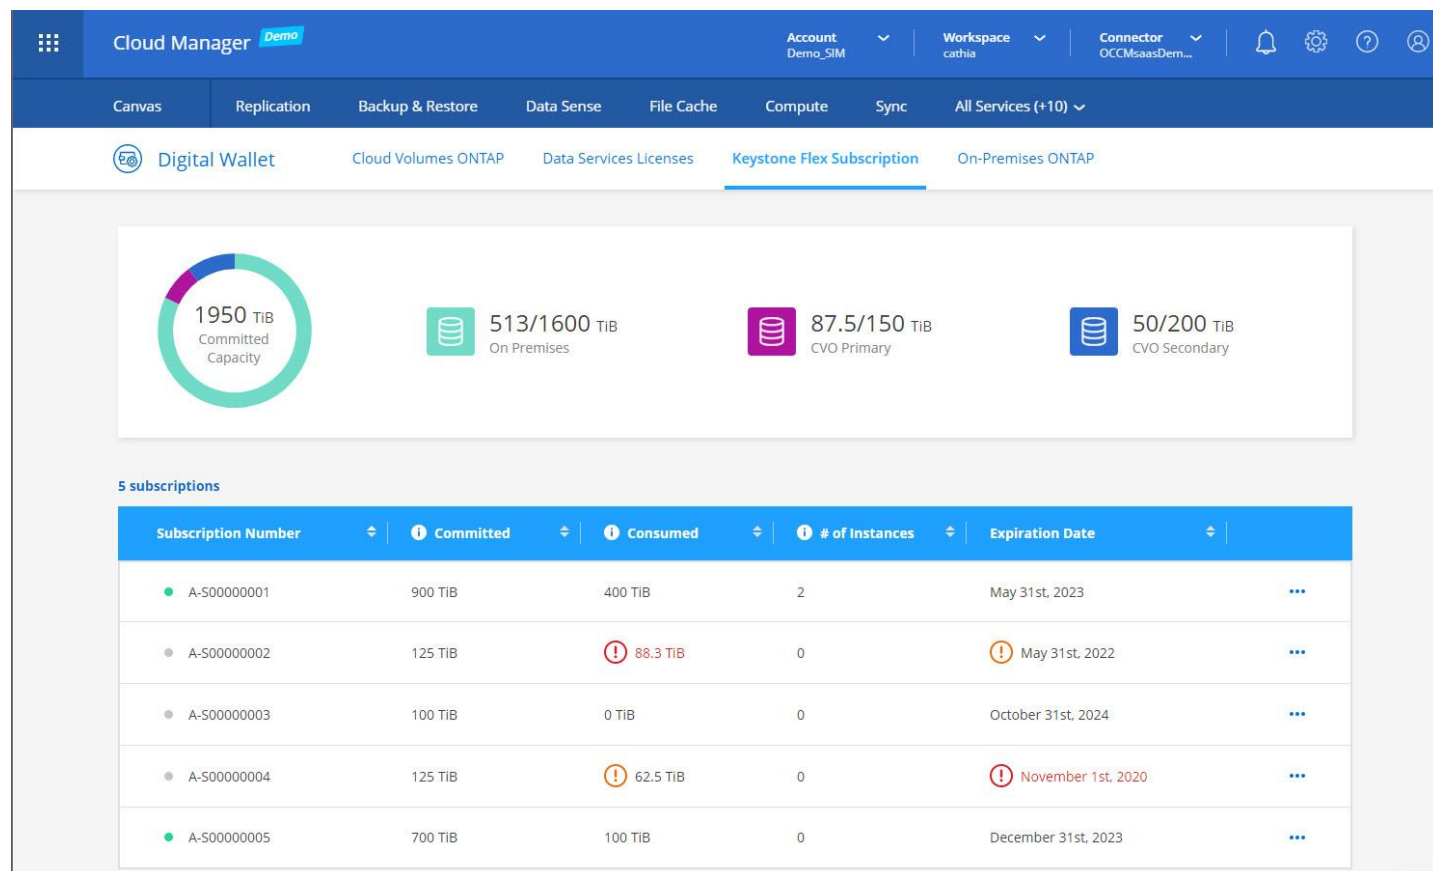 Cloud Manager Demo
Account
Demo_SIM
Workspace
cathia
Connector
OCCMsaasDem...
Canvas Replication Backup & Restore Data Sense File Cache Compute Sync All Services (+10)
Digital Wallet Cloud Volumes ONTAP Data Services Licenses Keystone Flex Subscription On-Premises ONTAP
1950 TiB
Committed
Capacity
513/1600 TiB
On Premises
87.5/150 TiB
CVO Primary
50/200 TiB
CVO Secondary
5 subscriptions
Subscription Number Committed Consumed # of Instances Expiration Date
A-S00000001 900 TiB 400 TiB 2 May 31st, 2023 •••
A-S00000002 125 TiB 88.3 TiB 0 May 31st, 2022 •••
A-S00000003 100 TiB 0 TiB 0 October 31st, 2024 •••
A-S00000004 125 TiB 62.5 TiB 0 November 1st, 2020 •••
A-S00000005 700 TiB 100 TiB 0 December 31st, 2023 •••